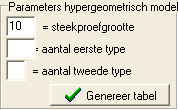 Parameters hypergeometrisch model
10 = steekproefgrootte
= aantal eerste type
= aantal tweede type
Genereer tabel